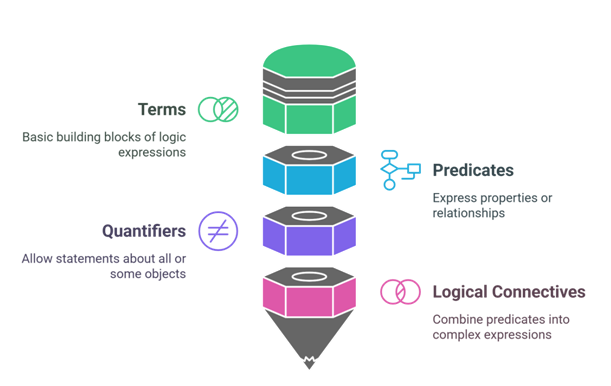 Terms
Basic building blocks of logic
expressions
Predicates
Express properties or
relationships
Quantifiers
Allow statements about all or
some objects
Logical Connectives
Combine predicates into
complex expressions